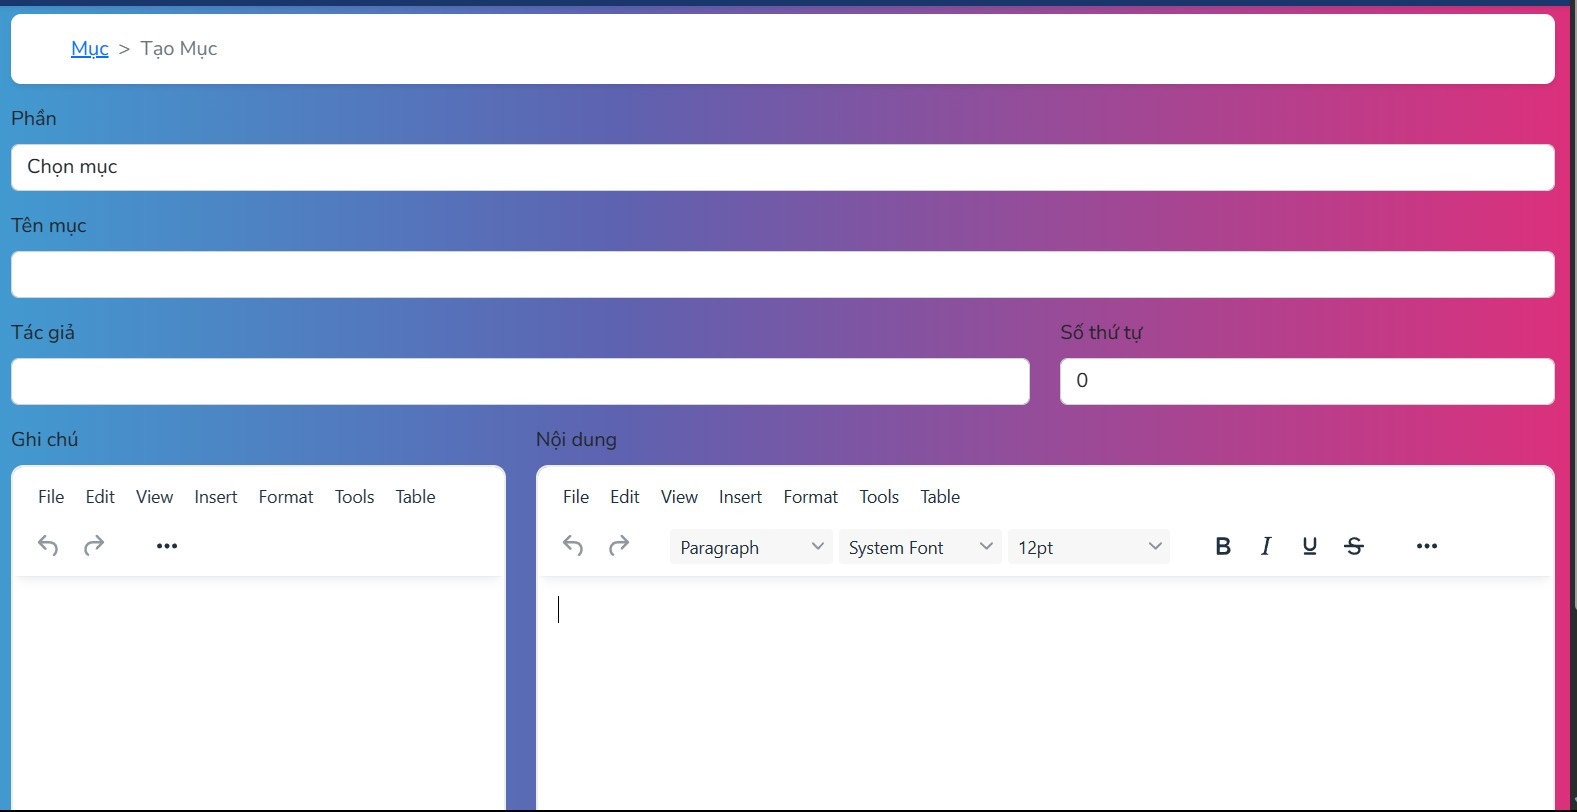 Mục > Tạo Mục
Phần
Chọn mục
Tên mục
Tác giả
Số thứ tự
0
Ghi chú
Nội dung
File Edit View Insert Format Tools Table
File Edit View Insert Format Tools Table
Paragraph System Font 12pt B I U S